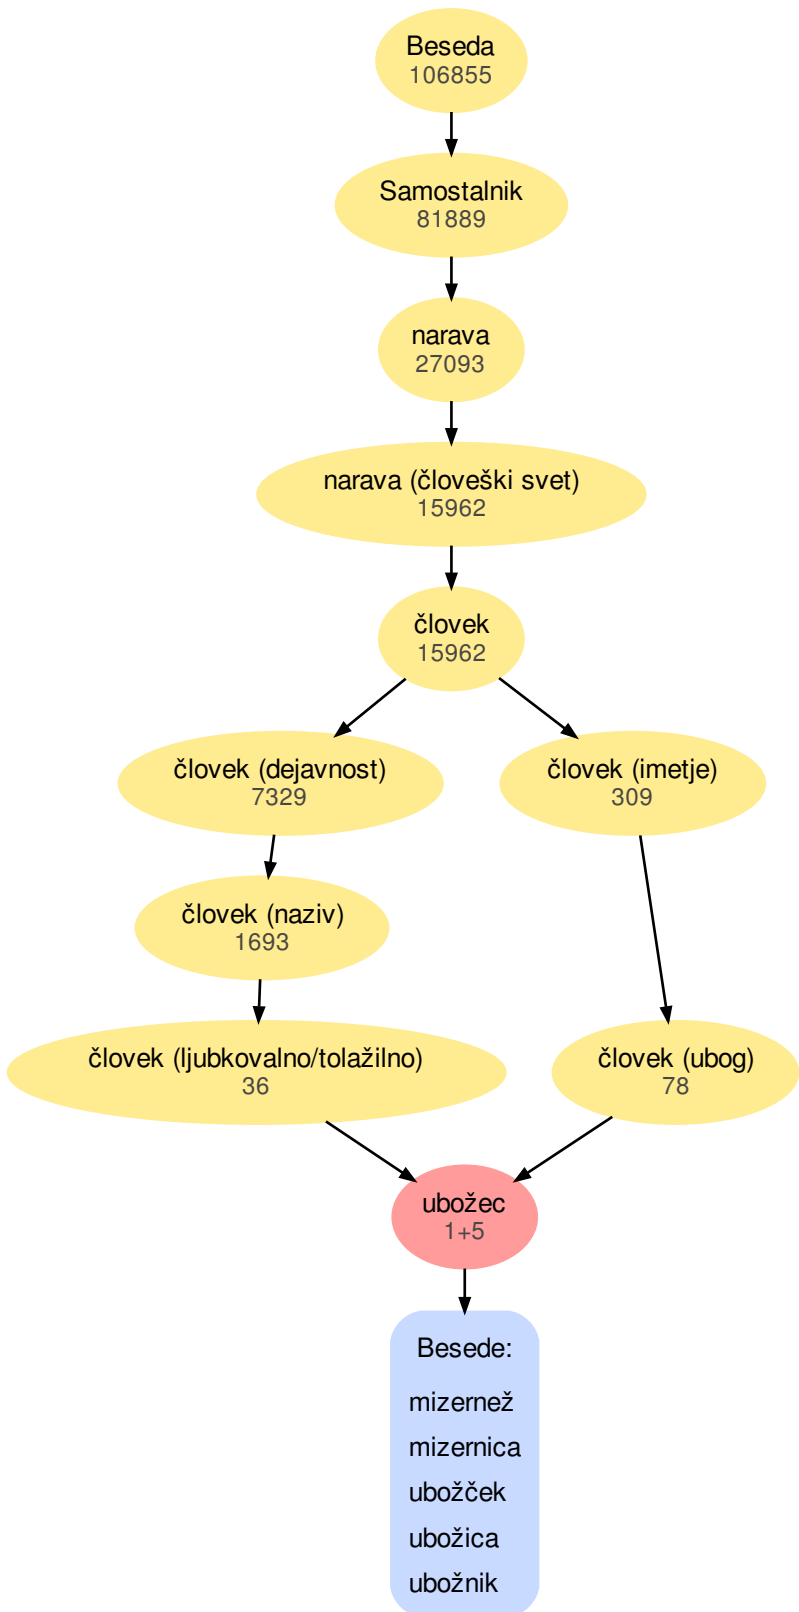 Beseda
106855
Samostalnik
81889
narava
27093
narava (človeški svet)
15962
človek
15962
človek (dejavnost)
7329
človek (imetje)
309
človek (naziv)
1693
človek (ljubkovalno/tolažilno)
36
človek (ubog)
78
ubožec
1+5
Besede:
mizernež
mizernica
ubožček
ubožica
ubožnik